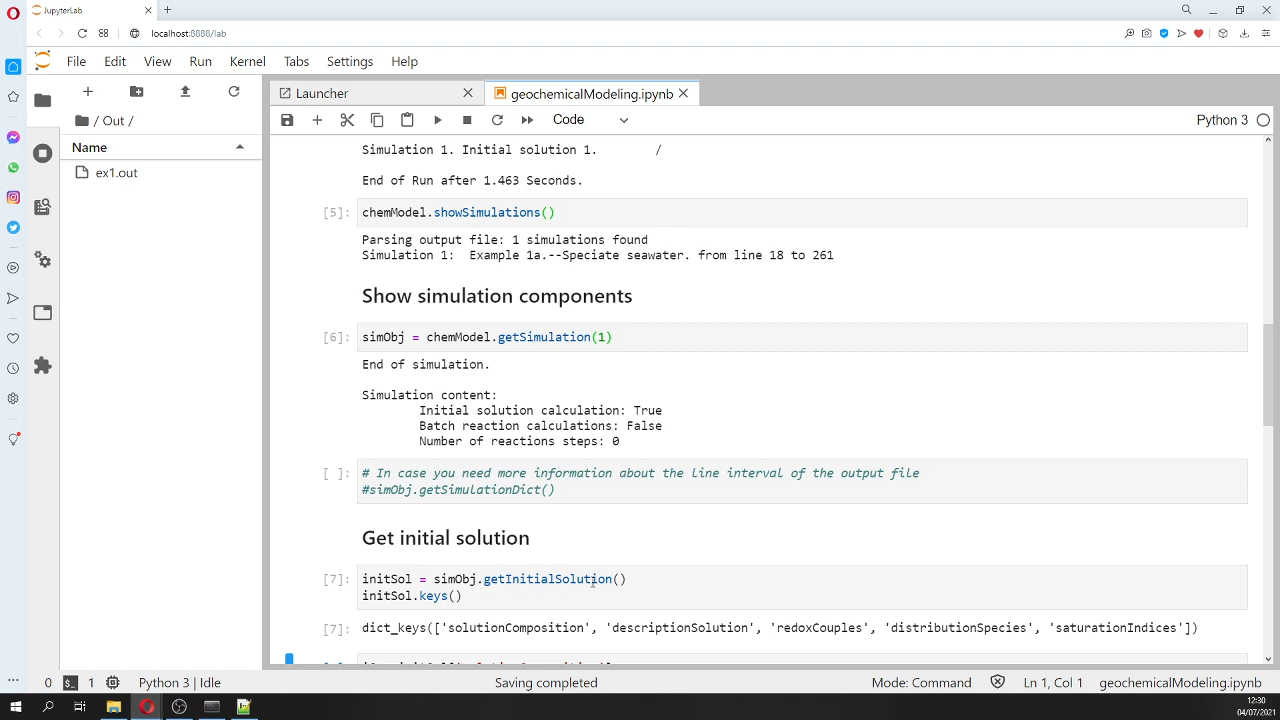 JupyterLab
localhost:8888/lab
File Edit View Run Kernel Tabs Settings Help
Launcher
geochemicalModeling.ipynb
/ Out /
Code
Python 3
Name
ex1.out
Simulation 1. Initial solution 1. /
End of Run after 1.463 Seconds.
[5]: chemModel.showSimulations()
Parsing output file: 1 simulations found
Simulation 1: Example 1a.--Speciate seawater. from line 18 to 261
Show simulation components
[6]: simObj = chemModel.getSimulation(1)
End of simulation.
Simulation content:
Initial solution calculation: True
Batch reaction calculations: False
Number of reactions steps: 0
[ ]: # In case you need more information about the line interval of the output file
#simObj.getSimulationDict()
Get initial solution
[7]: initSol = simObj.getInitialSolution()
initSol.keys()
[7]: dict_keys(['solutionComposition', 'descriptionSolution', 'redoxCouples', 'distributionSpecies', 'saturationIndices'])
0 1 Python 3 | Idle Saving completed Mode: Command Ln 1, Col 1 geochemicalModeling.ipynb
12:30
04/07/2021